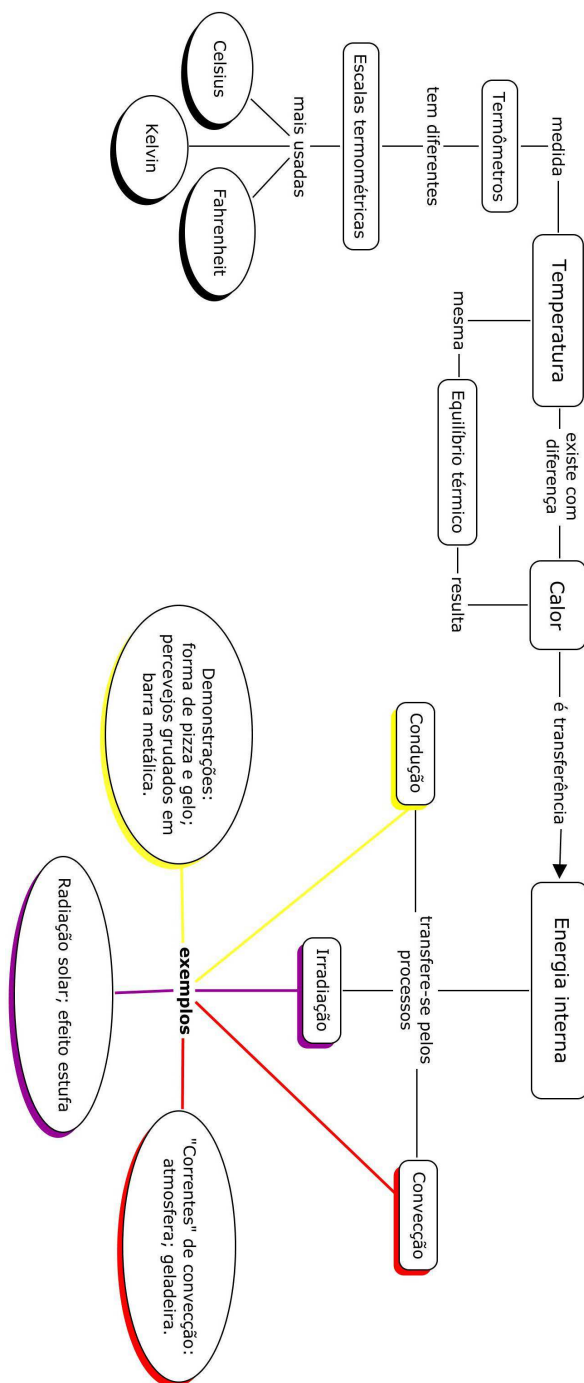 Temperatura
existe com
diferença
Calor
é transferência
Energia interna
medida
Termômetros
tem diferentes
Escalas termométricas
mais usadas
Celsius
Kelvin
Fahrenheit
mesma
Equilíbrio térmico
resulta
transfere-se pelos
processos
Condução
Irradiação
Convecção
exemplos
Demonstrações:
forma de pizza e gelo;
percevejos grudados em
barra metálica.
Radiação solar; efeito estufa
"Correntes" de convecção:
atmosfera; geladeira.